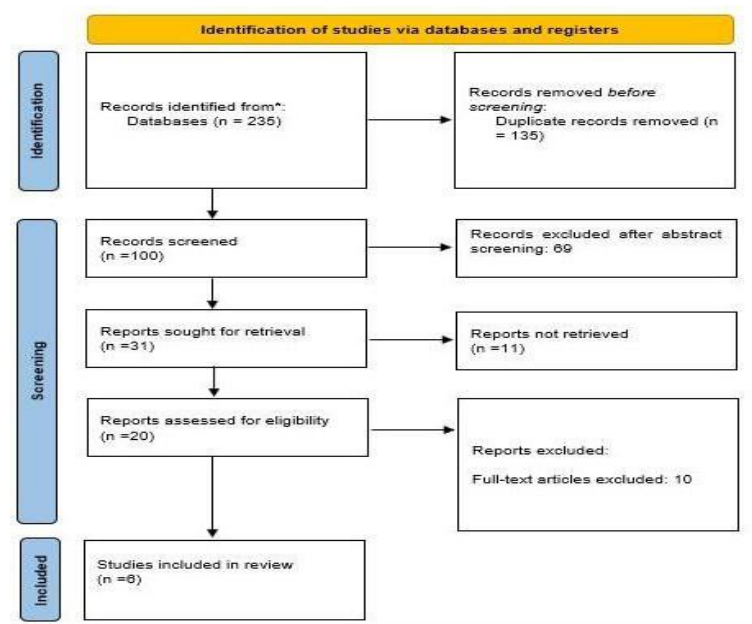 Identification of studies via databases and registers
Identification
Records identified from*:
Databases (n = 235)
Records removed before
screening:
Duplicate records removed (n
= 135)
Screening
Records screened
(n =100)
Records excluded after abstract
screening: 69
Reports sought for retrieval
(n =31)
Reports not retrieved
(n =11)
Reports assessed for eligibility
(n =20)
Reports excluded:
Full-text articles excluded: 10
Included
Studies included in review
(n =6)